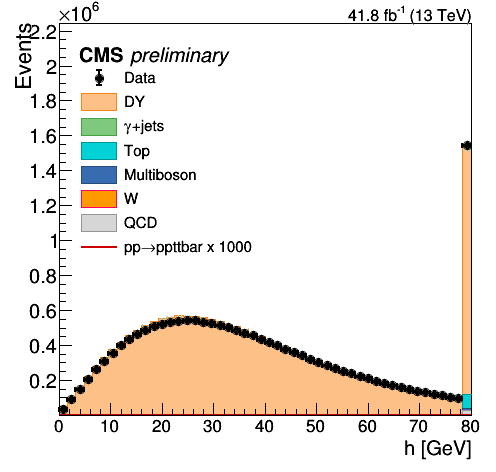 ×10⁶
41.8 fb⁻¹ (13 TeV)
Events
CMS preliminary
Data
DY
γ+jets
Top
Multiboson
W
QCD
pp→ppttbar x 1000
2.2
2
1.8
1.6
1.4
1.2
1
0.8
0.6
0.4
0.2
0 10 20 30 40 50 60 70 80
h [GeV]